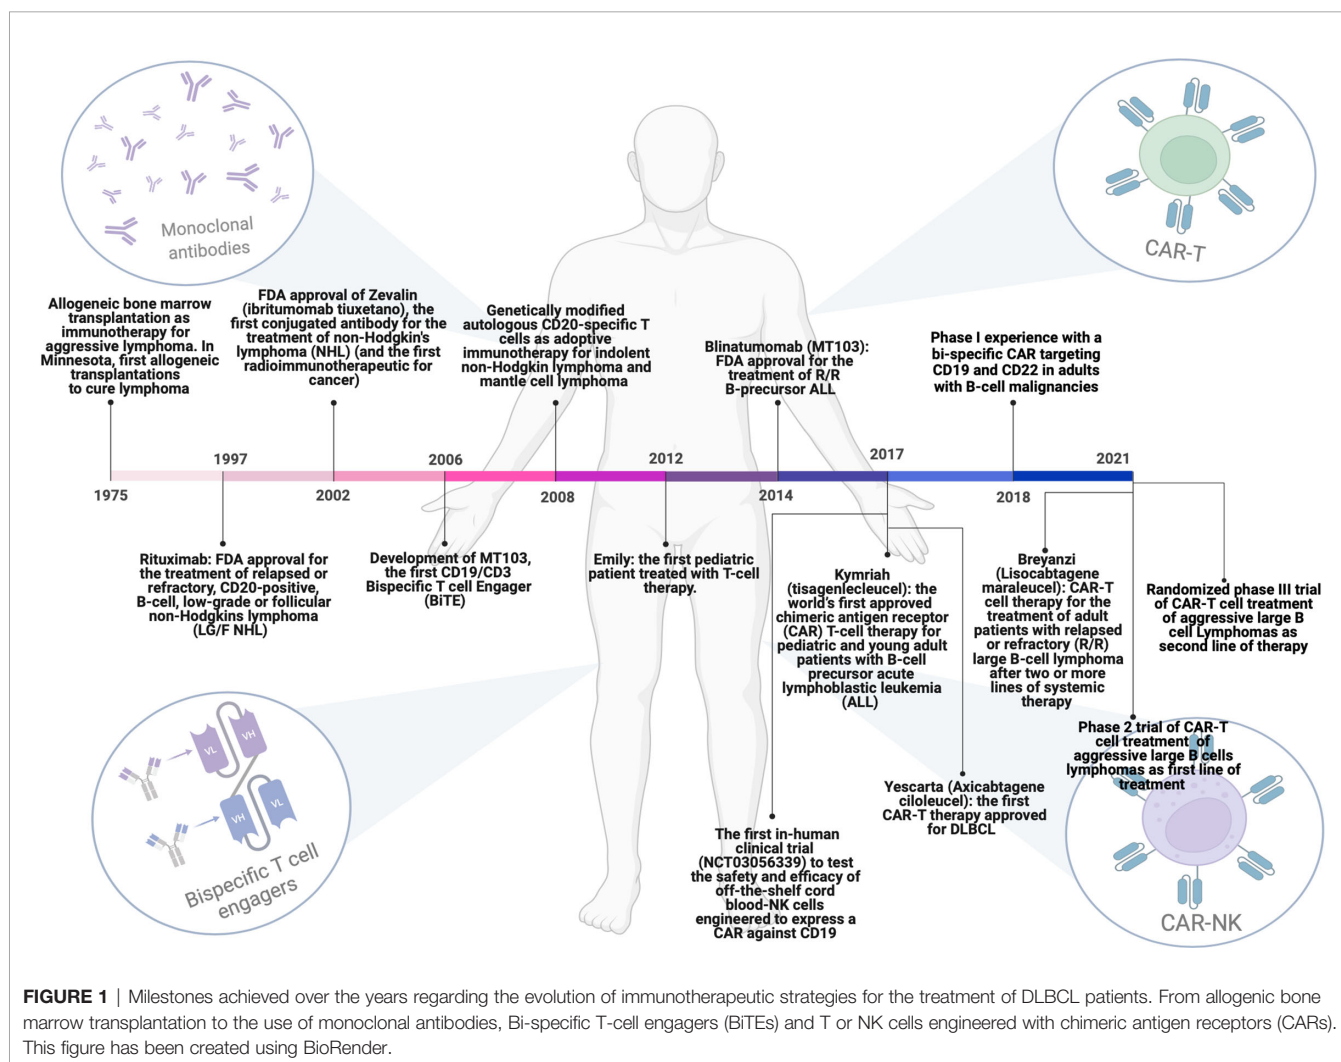 Monoclonal
antibodies
CAR-T
Allogeneic bone marrow
transplantation as
immunotherapy for
aggressive lymphoma. In
Minnesota, first allogeneic
transplantations
to cure lymphoma
FDA approval of Zevalin
(ibritumomab tiuxetano), the
first conjugated antibody for the
treatment of non-Hodgkin's
lymphoma (NHL) (and the first
radioimmunotherapeutic for
cancer)
Genetically modified
autologous CD20-specific T
cells as adoptive
immunotherapy for indolent
non-Hodgkin lymphoma and
mantle cell lymphoma
Blinatumomab (MT103):
FDA approval for the
treatment of R/R
B-precursor ALL
Phase I experience with a
bi-specific CAR targeting
CD19 and CD22 in adults
with B-cell malignancies
1997
2006
2012
2017
2021
1975
2002
2008
2014
2018
Rituximab: FDA approval for
the treatment of relapsed or
refractory, CD20-positive,
B-cell, low-grade or follicular
non-Hodgkins lymphoma
(LG/F NHL)
Development of MT103,
the first CD19/CD3
Bispecific T cell Engager
(BiTE)
Emily: the first pediatric
patient treated with T-cell
therapy.
Kymriah
(tisagenlecleucel): the
world's first approved
chimeric antigen receptor
(CAR) T-cell therapy for
pediatric and young adult
patients with B-cell
precursor acute
lymphoblastic leukemia
(ALL)
Breyanzi
(Lisocabtagene
maraleucel): CAR-T
cell therapy for the
treatment of adult
patients with relapsed
or refractory (R/R)
large B-cell lymphoma
after two or more
lines of systemic
therapy
Randomized phase III trial
of CAR-T cell treatment
of aggressive large B
cell Lymphomas as
second line of therapy
Phase 2 trial of CAR-T
cell treatment of
aggressive large B cells
lymphomas as first line of
treatment
Yescarta (Axicabtagene
ciloleucel): the first
CAR-T therapy approved
for DLBCL
The first in-human
clinical trial
(NCT03056339) to test
the safety and efficacy of
off-the-shelf cord
blood-NK cells
engineered to express a
CAR against CD19
VL
VH
VH
VL
Bispecific T cell
engagers
CAR-NK
FIGURE 1 | Milestones achieved over the years regarding the evolution of immunotherapeutic strategies for the treatment of DLBCL patients. From allogenic bone
marrow transplantation to the use of monoclonal antibodies, Bi-specific T-cell engagers (BiTEs) and T or NK cells engineered with chimeric antigen receptors (CARs).
This figure has been created using BioRender.